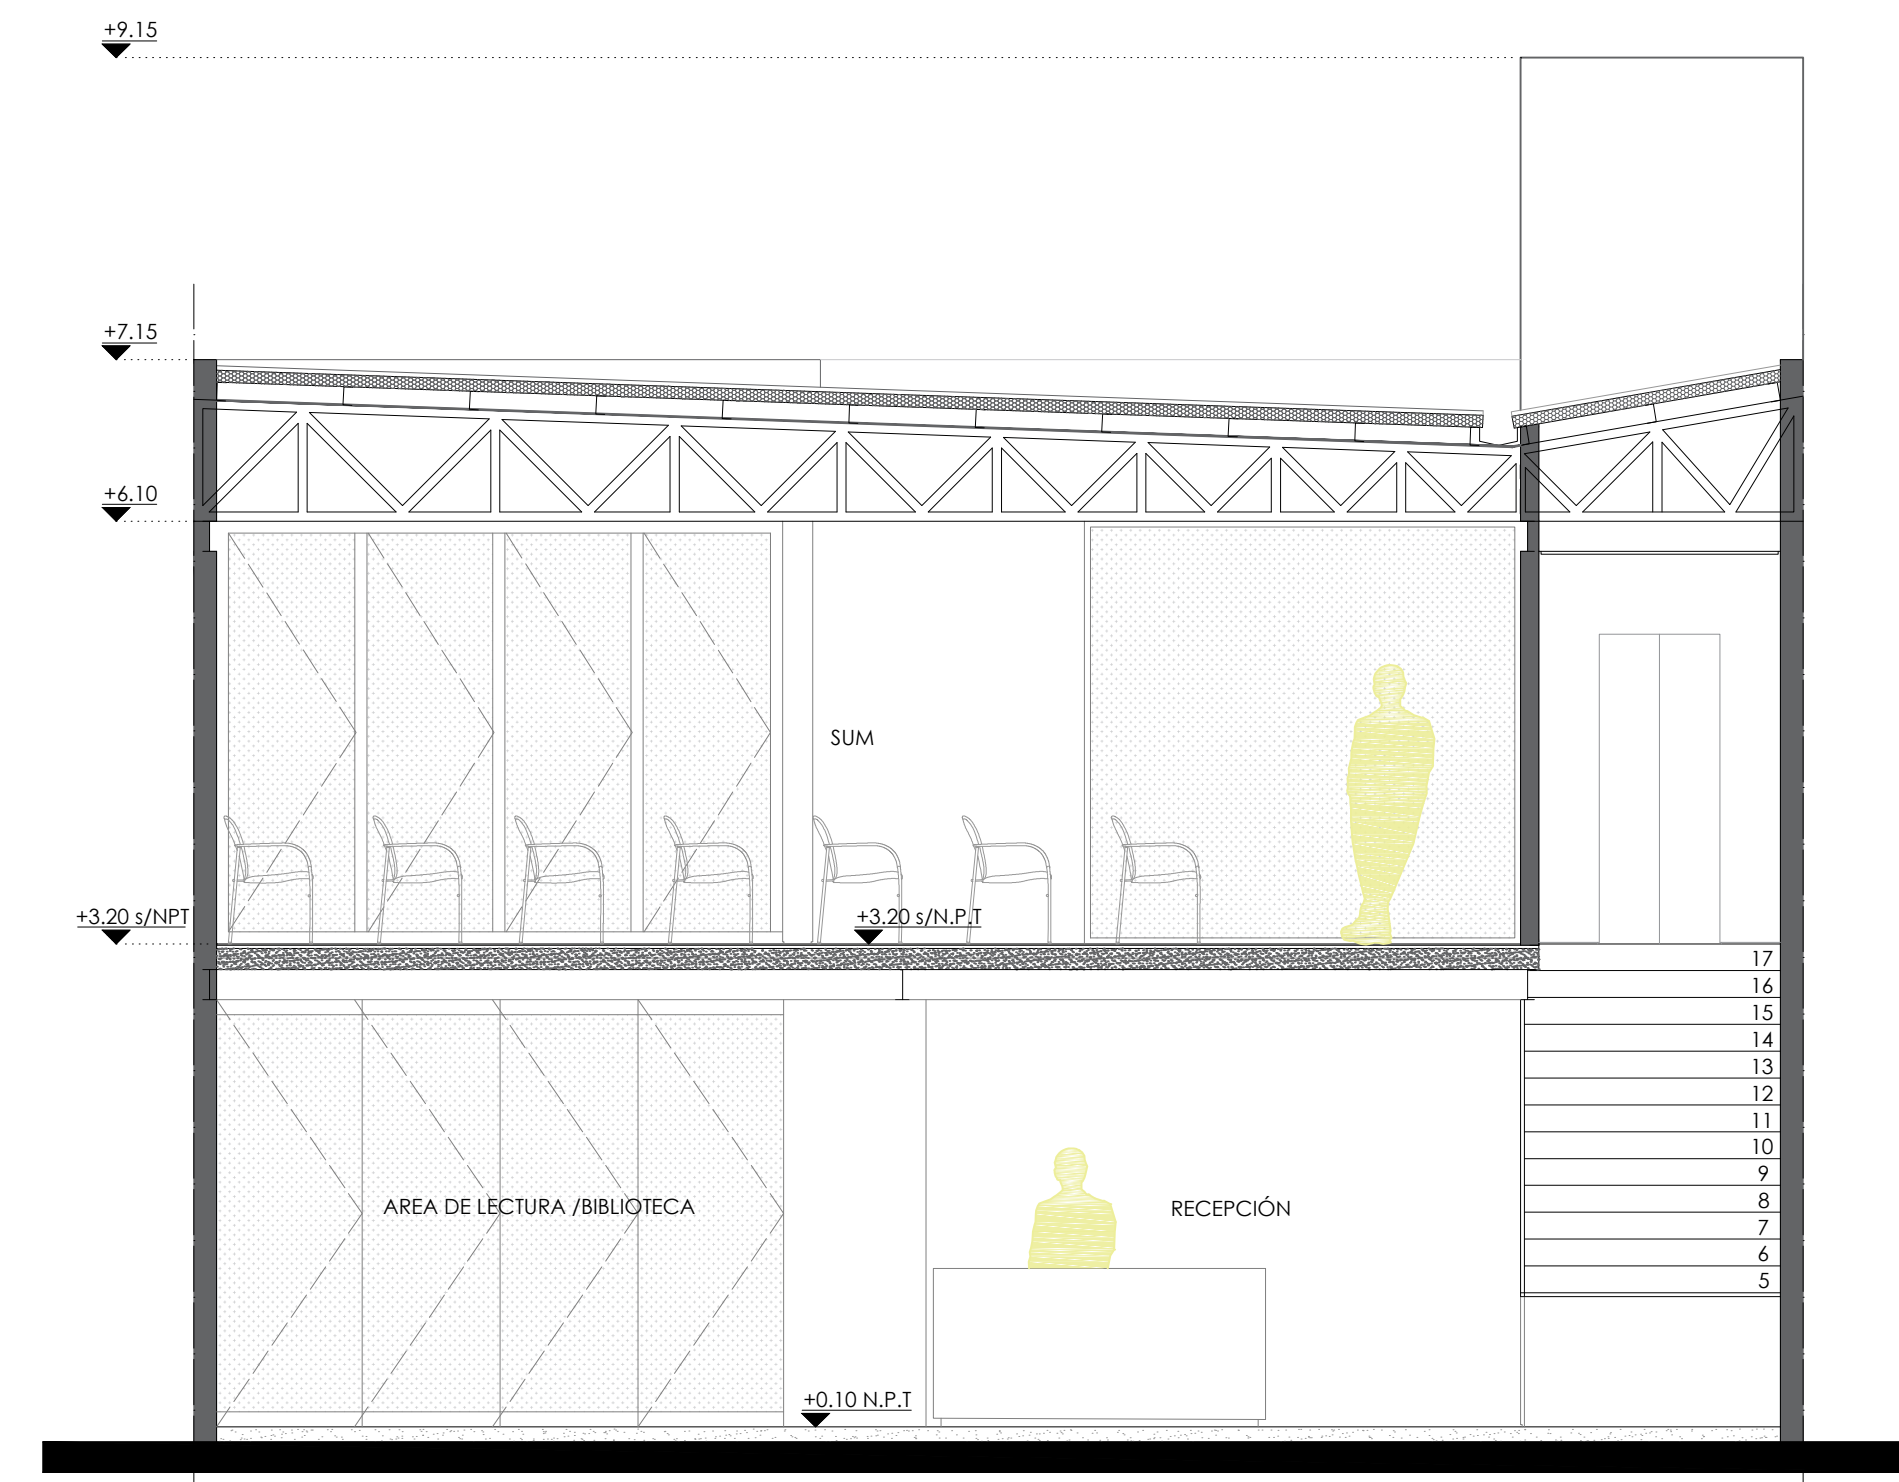 +9.15
+7.15
+6.10
SUM
+3.20 s/NPT
+3.20 s/N.P.T
17
16
15
14
13
12
11
10
9
8
7
6
5
AREA DE LECTURA /BIBLIOTECA
RECEPCIÓN
+0.10 N.P.T